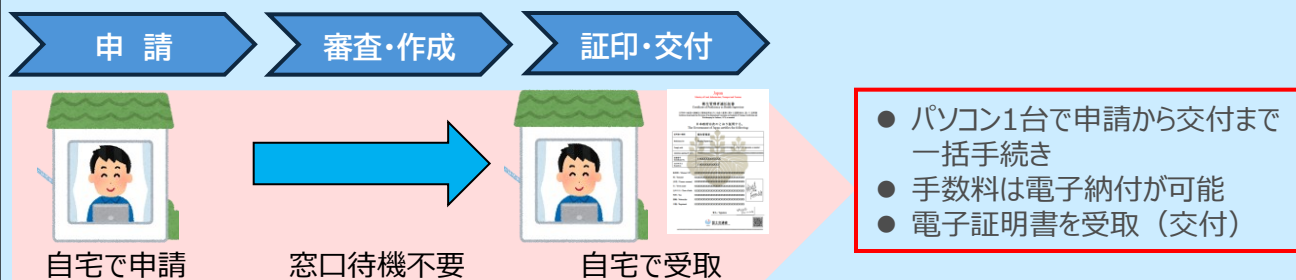 申 請
審査・作成
証印・交付
自宅で申請
窓口待機不要
自宅で受取
● パソコン1台で申請から交付まで
一括手続き
● 手数料は電子納付が可能
● 電子証明書を受取（交付）